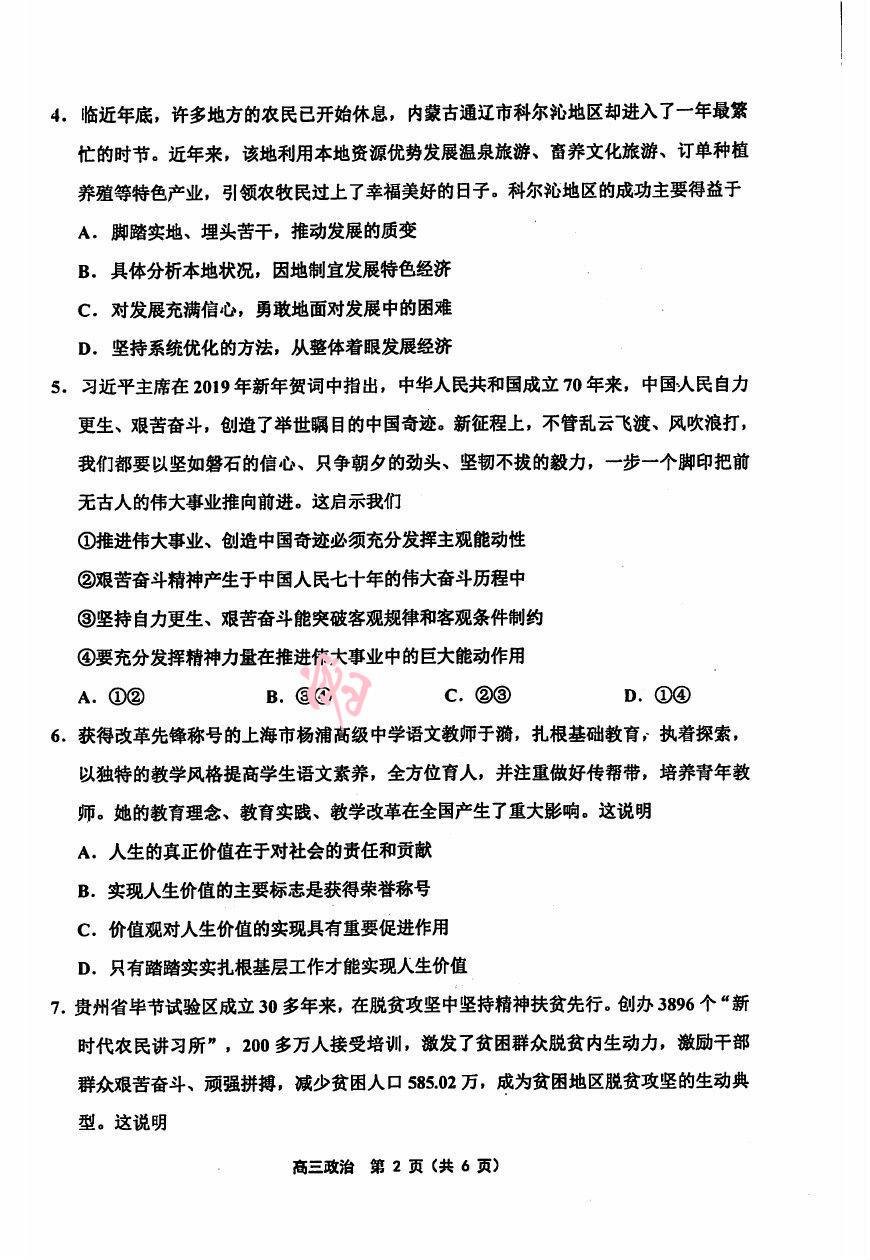 4．临近年底，许多地方的农民已开始休息，内蒙古通辽市科尔沁地区却进入了一年最繁
忙的时节。近年来，该地利用本地资源优势发展温泉旅游、畜养文化旅游、订单种植
养殖等特色产业，引领农牧民过上了幸福美好的日子。科尔沁地区的成功主要得益于
A．脚踏实地、埋头苦干，推动发展的质变
B．具体分析本地状况，因地制宜发展特色经济
C．对发展充满信心，勇敢地面对发展中的困难
D．坚持系统优化的方法，从整体着眼发展经济
5．习近平主席在 2019 年新年贺词中指出，中华人民共和国成立 70 年来，中国人民自力
更生、艰苦奋斗，创造了举世瞩目的中国奇迹。新征程上，不管乱云飞渡、风吹浪打，
我们都要以坚如磐石的信心、只争朝夕的劲头、坚韧不拔的毅力，一步一个脚印把前
无古人的伟大事业推向前进。这启示我们
①推进伟大事业、创造中国奇迹必须充分发挥主观能动性
②艰苦奋斗精神产生于中国人民七十年的伟大奋斗历程中
③坚持自力更生、艰苦奋斗能突破客观规律和客观条件制约
④要充分发挥精神力量在推进伟大事业中的巨大能动作用
A．①② B．③④ C．②③ D．①④
6．获得改革先锋称号的上海市杨浦高级中学语文教师于漪，扎根基础教育，执着探索，
以独特的教学风格提高学生语文素养，全方位育人，并注重做好传帮带，培养青年教
师。她的教育理念、教育实践、教学改革在全国产生了重大影响。这说明
A．人生的真正价值在于对社会的责任和贡献
B．实现人生价值的主要标志是获得荣誉称号
C．价值观对人生价值的实现具有重要促进作用
D．只有踏踏实实扎根基层工作才能实现人生价值
7．贵州省毕节试验区成立 30 多年来，在脱贫攻坚中坚持精神扶贫先行。创办 3896 个“新
时代农民讲习所”，200 多万人接受培训，激发了贫困群众脱贫内生动力，激励干部
群众艰苦奋斗、顽强拼搏，减少贫困人口 585.02 万，成为贫困地区脱贫攻坚的生动典
型。这说明
高三政治 第 2 页（共 6 页）